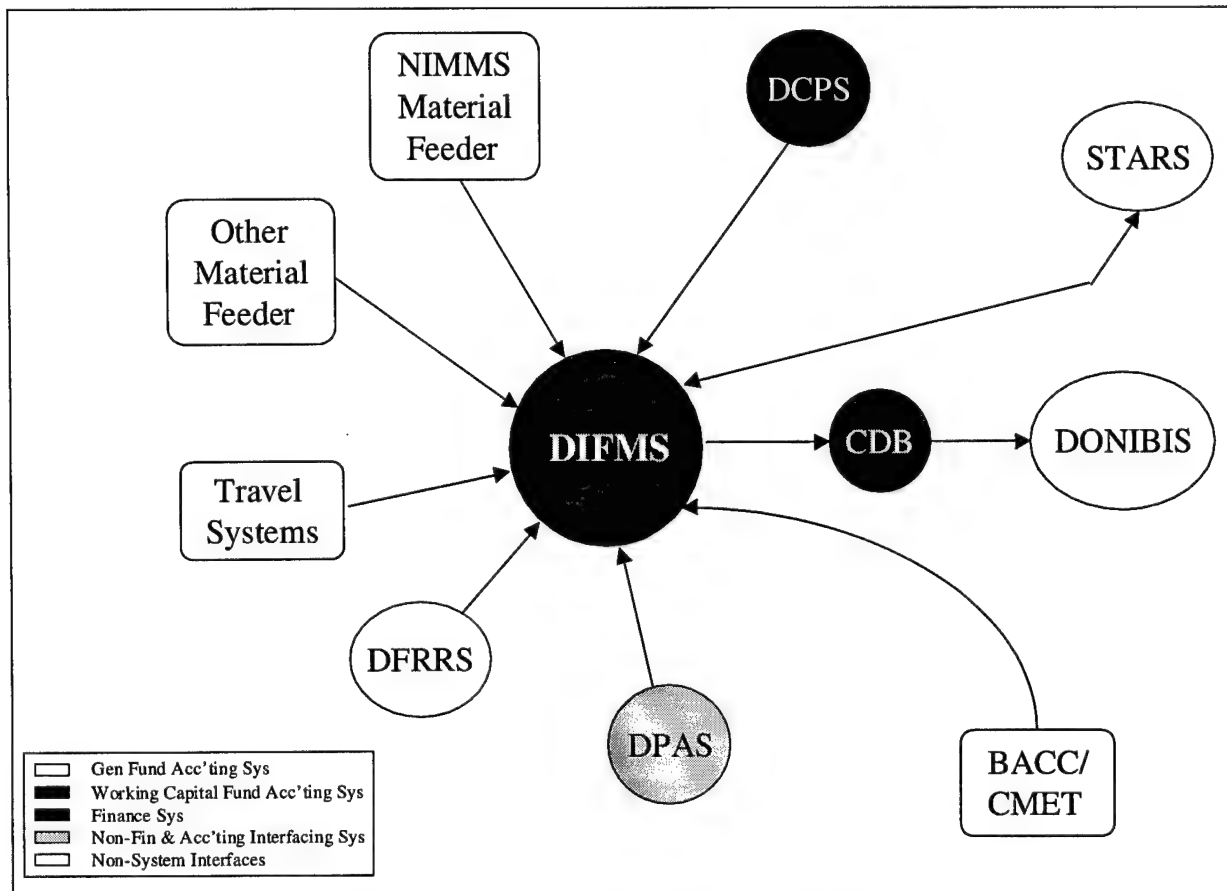 NIMMS
Material
Feeder
DCPS
STARS
Other
Material
Feeder
DIFMS
CDB
DONIBIS
Travel
Systems
DFRRS
DPAS
BACC/
CMET
Gen Fund Acc'ting Sys
Working Capital Fund Acc'ting Sys
Finance Sys
Non-Fin & Acc'ting Interfacing Sys
Non-System Interfaces